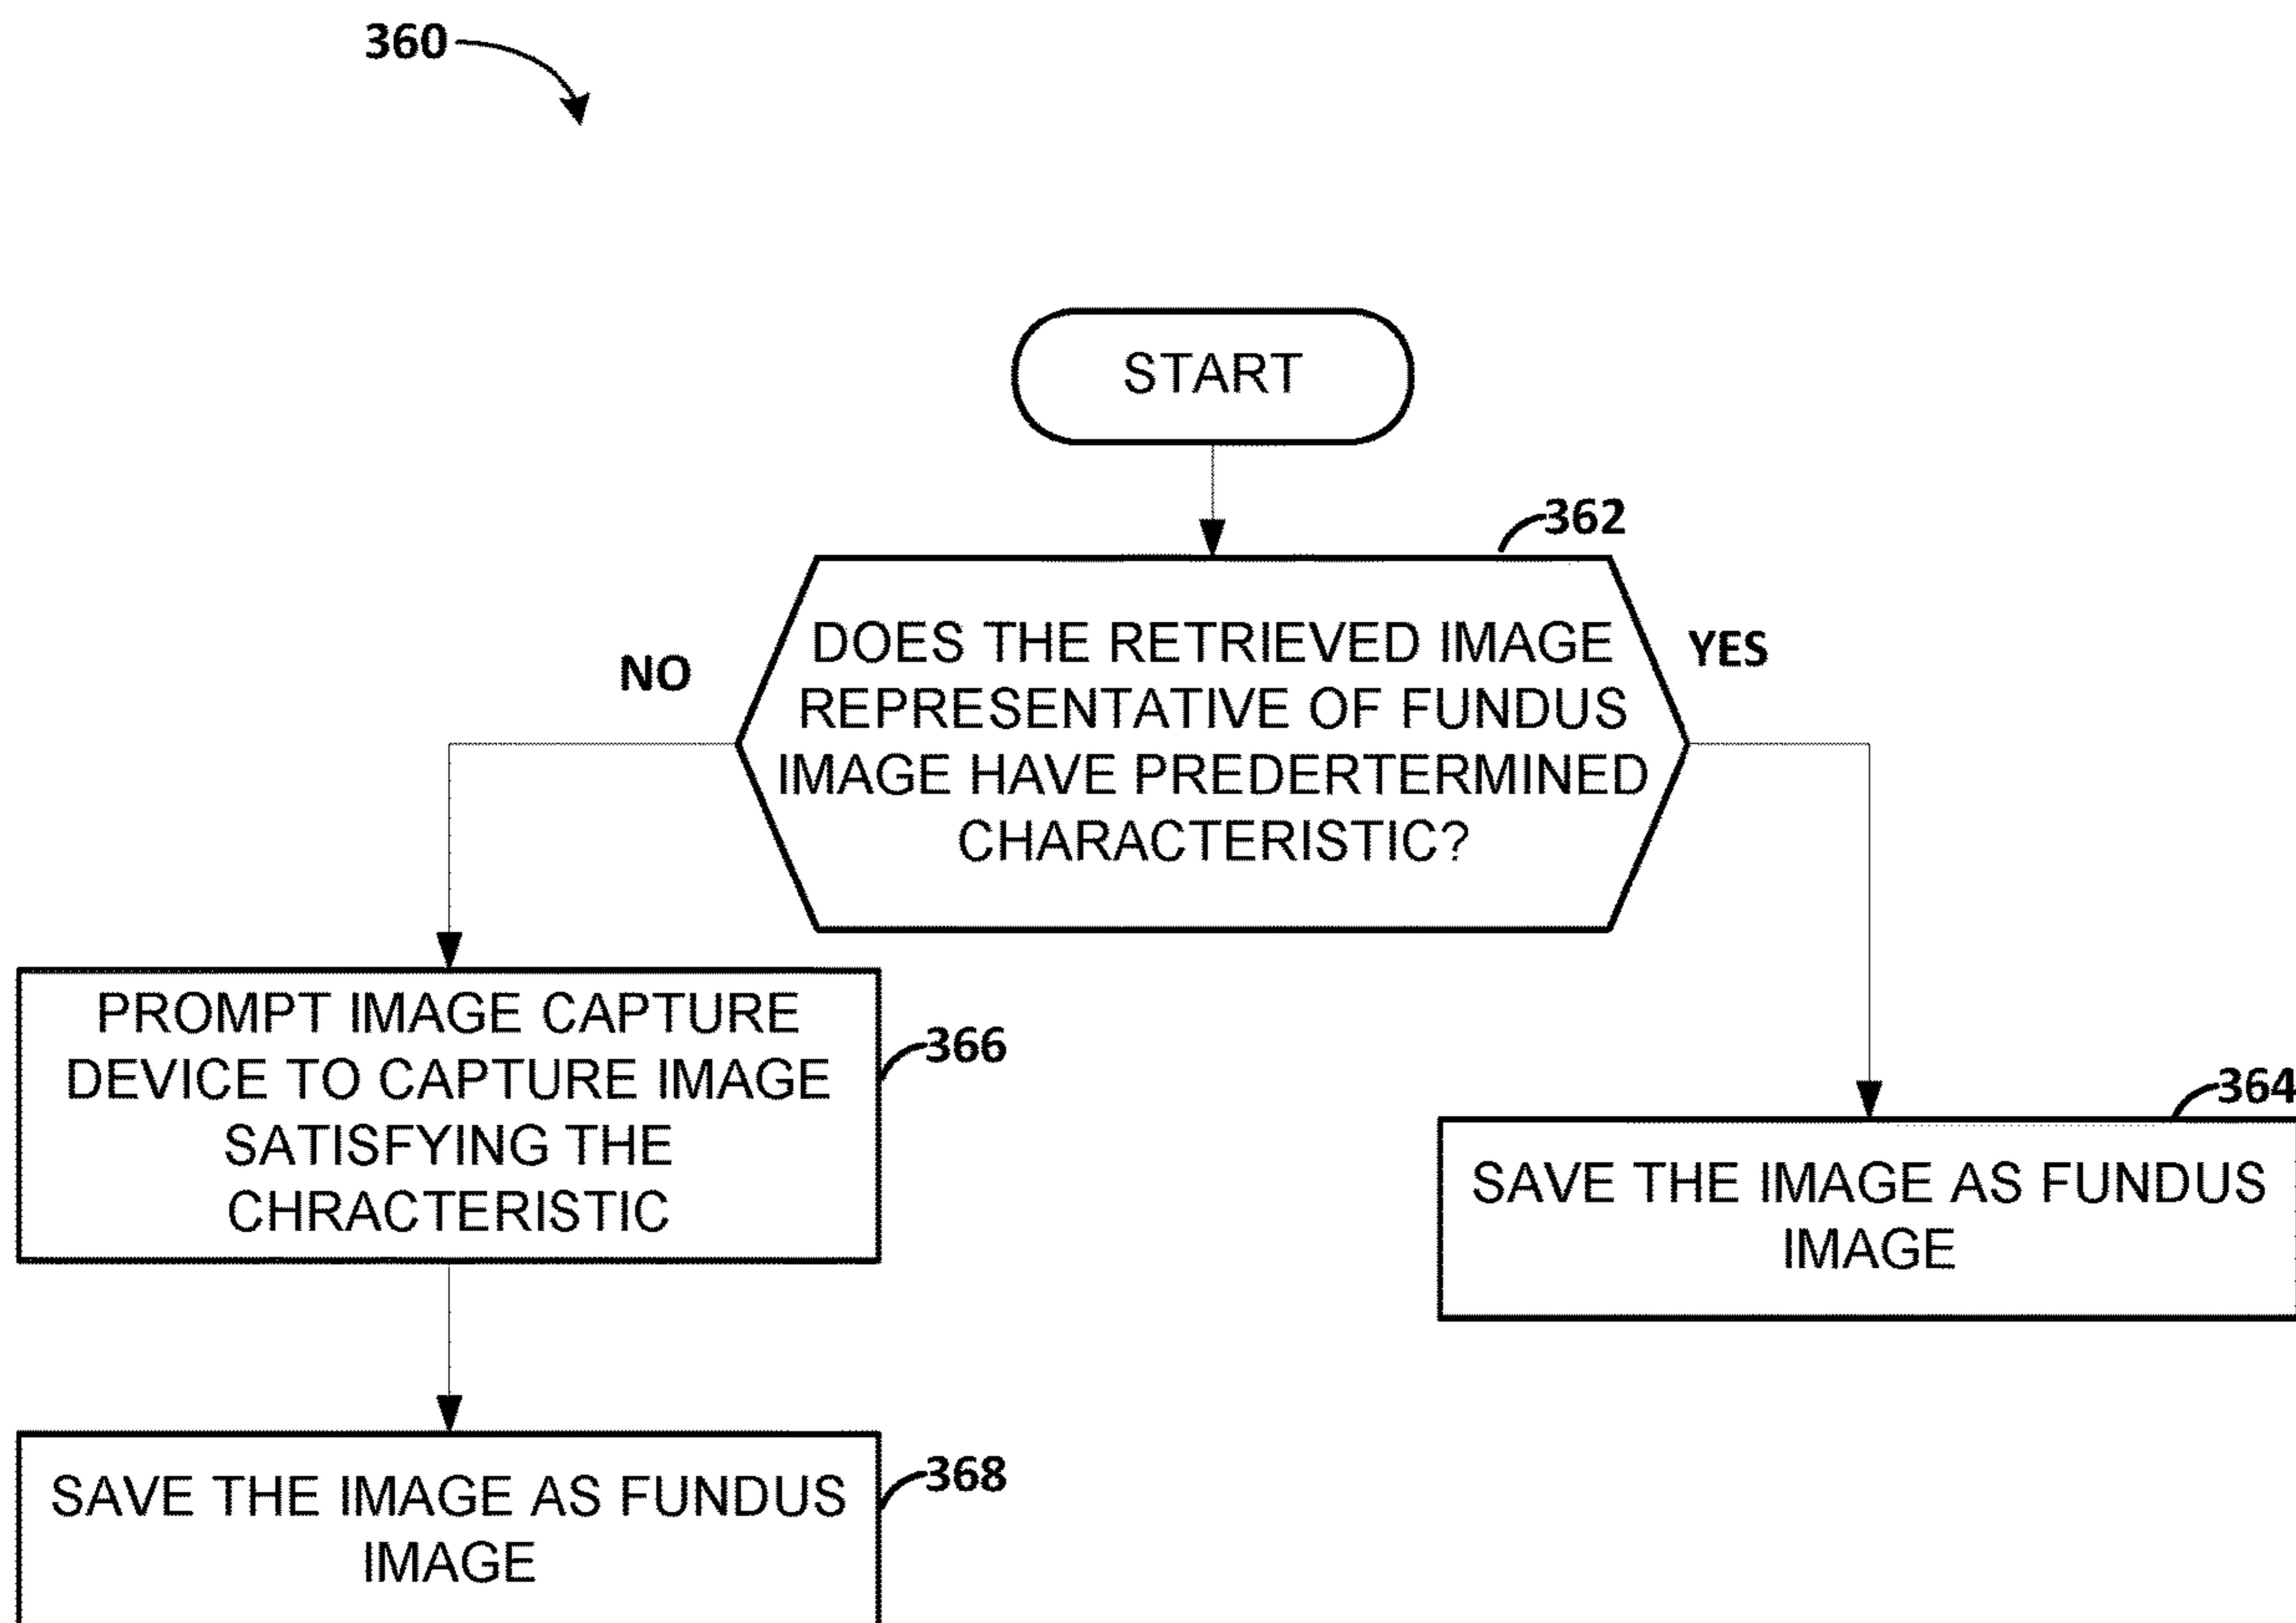 360
START
362
DOES THE RETRIEVED IMAGE
REPRESENTATIVE OF FUNDUS
IMAGE HAVE PREDERTERMINED
CHARACTERISTIC?
NO
YES
PROMPT IMAGE CAPTURE
DEVICE TO CAPTURE IMAGE
SATISFYING THE
CHRACTERISTIC
366
364
SAVE THE IMAGE AS FUNDUS
IMAGE
SAVE THE IMAGE AS FUNDUS
IMAGE
368